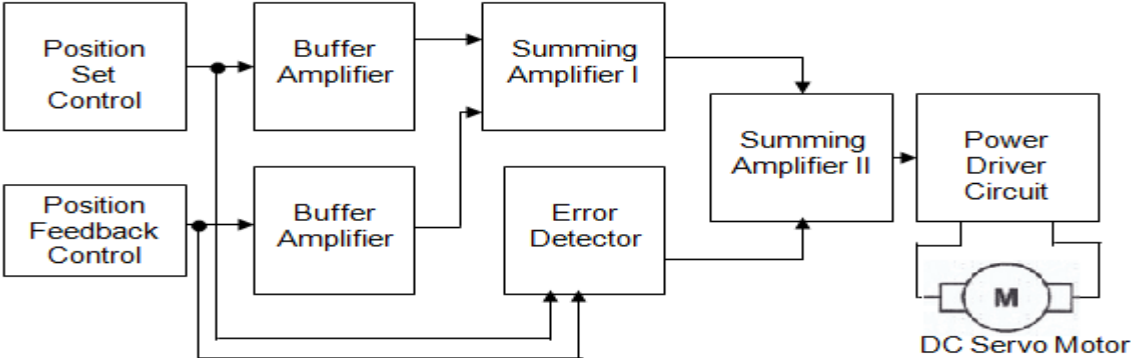 Position
Set
Control
Buffer
Amplifier
Summing
Amplifier I
Summing
Amplifier II
Power
Driver
Circuit
Position
Feedback
Control
Buffer
Amplifier
Error
Detector
M
DC Servo Motor